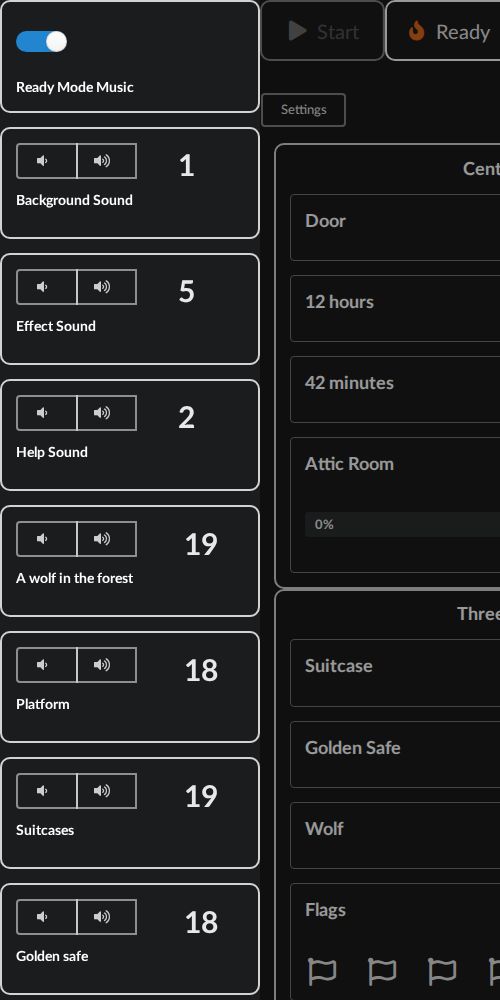 Ready Mode Music
1
Background Sound
5
Effect Sound
2
Help Sound
19
A wolf in the forest
18
Platform
19
Suitcases
18
Golden safe
Start
Ready
Settings
Cent
Door
12 hours
42 minutes
Attic Room
0%
Three
Suitcase
Golden Safe
Wolf
Flags